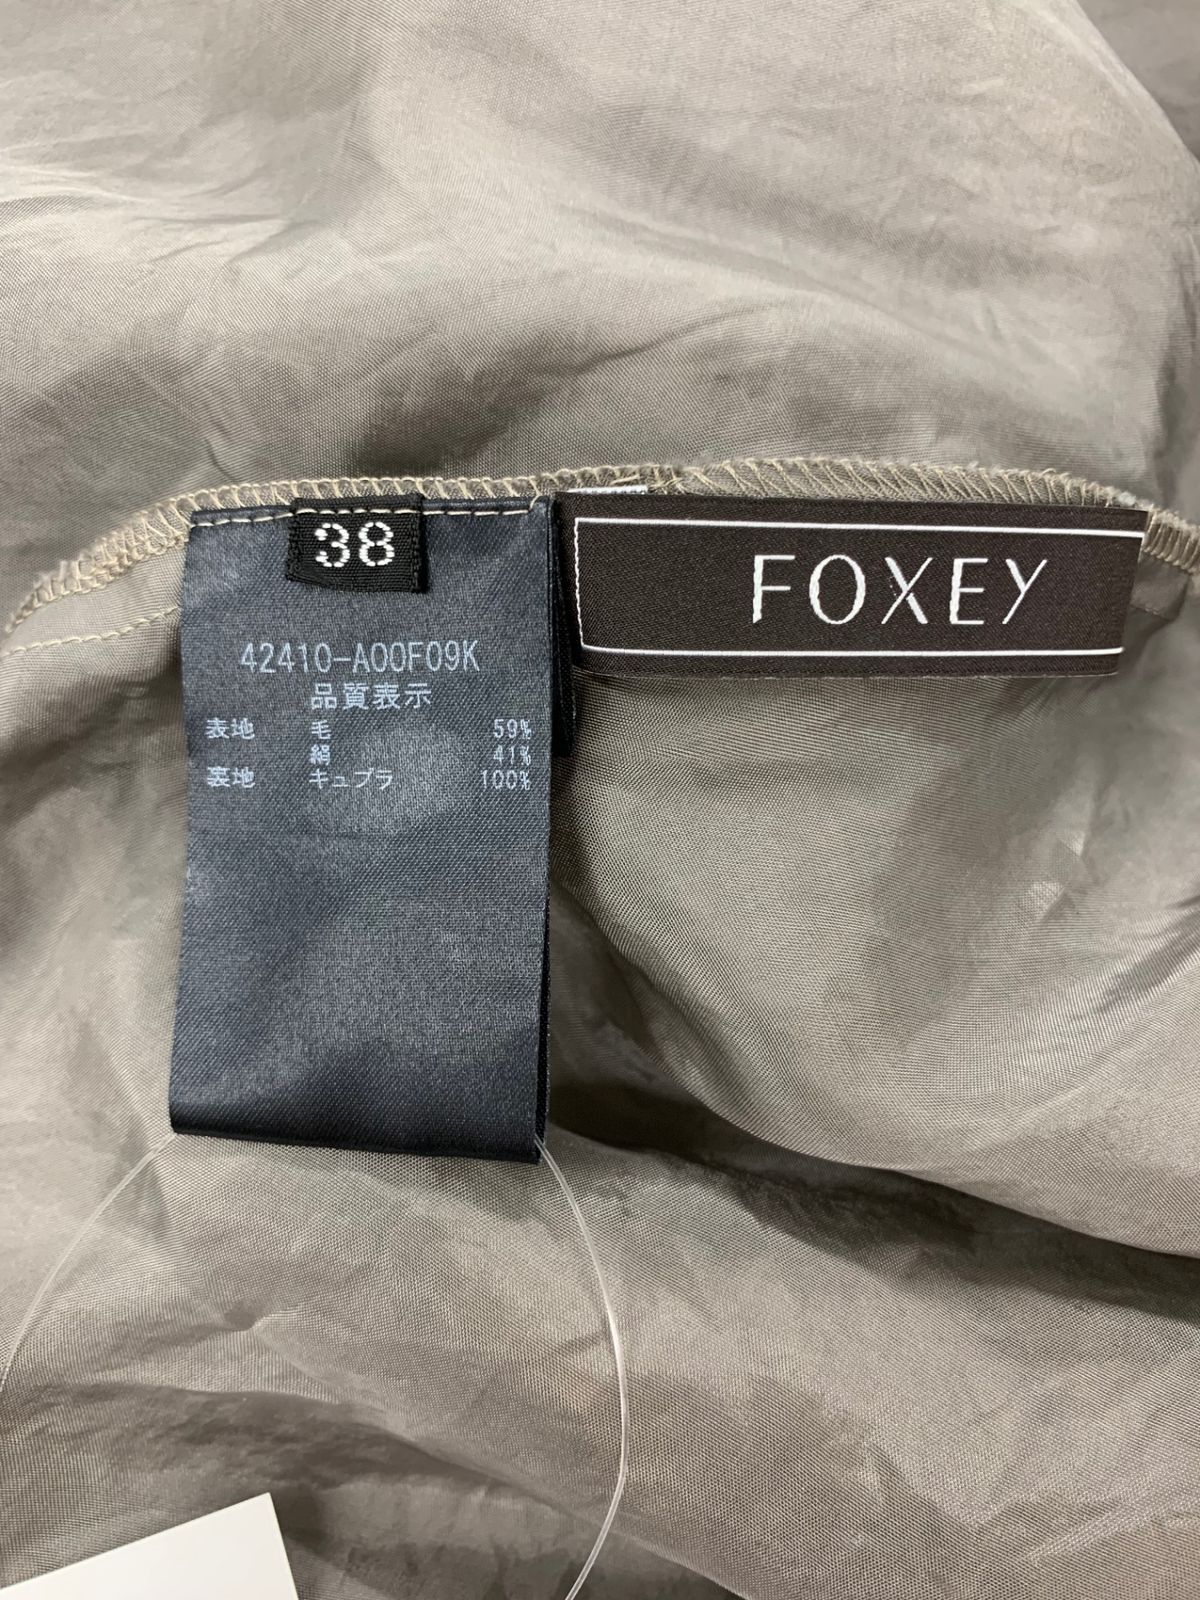 38
FOXEY
42410-A00F09K
品質表示
表地 毛 59%
絹 41%
裏地 キュプラ 100%